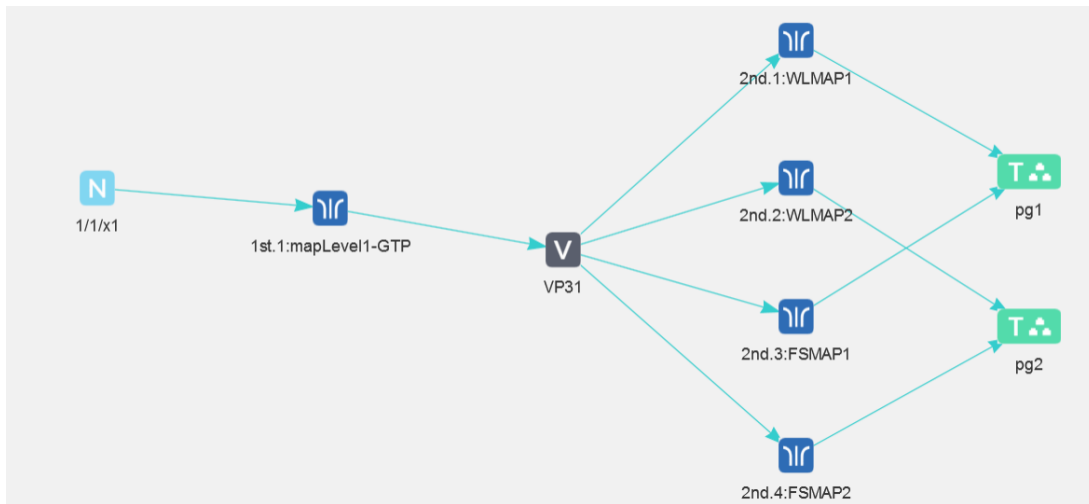 2nd.1:WLMAP1
N
1/1/x1
1st.1:mapLevel1-GTP
V
VP31
2nd.2:WLMAP2
2nd.3:FSMAP1
2nd.4:FSMAP2
T
pg1
T
pg2